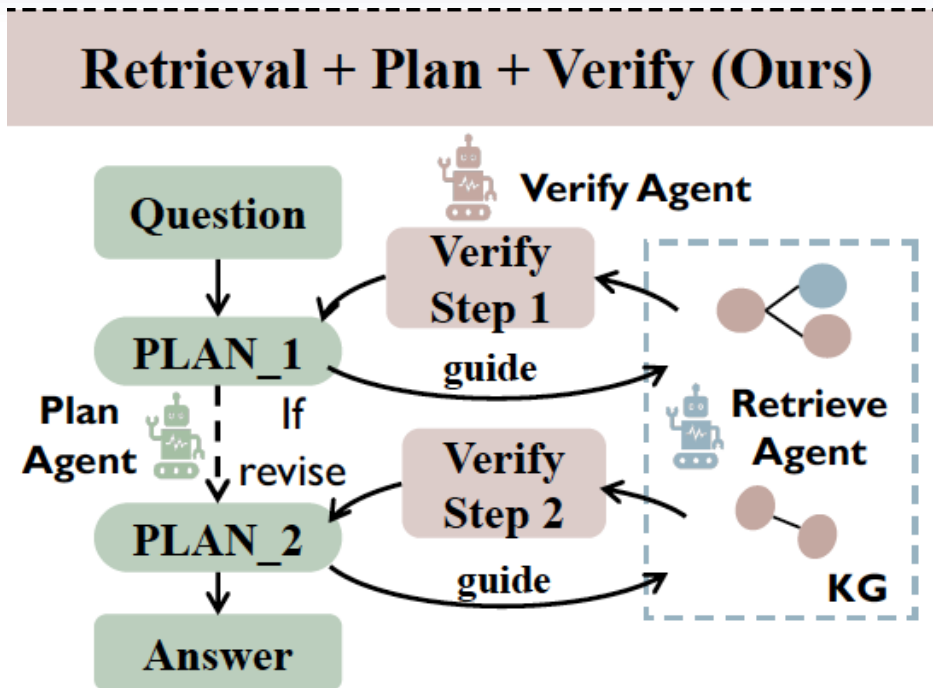 Retrieval + Plan + Verify (Ours)
Verify Agent
Question
Verify
Step 1
PLAN_1
guide
Plan
Agent
If
revise
Retrieve
Agent
Verify
Step 2
PLAN_2
guide
KG
Answer